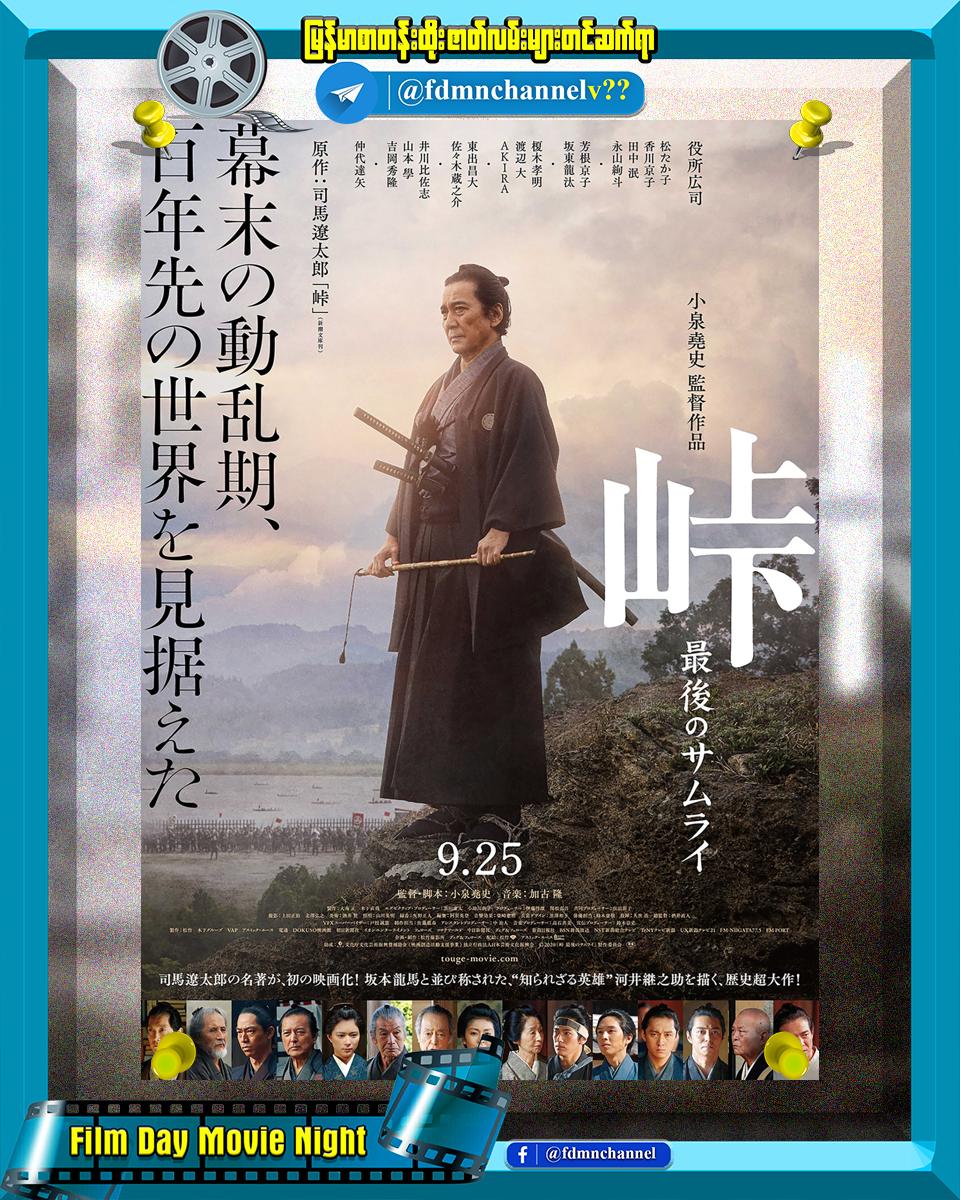 မြန်မာစာတန်းထိုးဇာတ်လမ်းများတင်ဆက်ရာ
@fdmnchannelv??
役所広司
松たか子
香川京子
田中 泯
永山絢斗
・
芳根京子
坂東龍汰
・
榎木孝明
渡辺 大
AKIRA
・
東出昌大
佐々木蔵之介
・
井川比佐志
山本 學
吉岡秀隆
・
仲代達矢
原作：司馬遼太郎「峠」（新潮文庫刊）
幕末の動乱期、
百年先の世界を見据えた
小泉堯史 監督作品
峠
最後のサムライ
9.25
監督・脚本：小泉堯史 音楽：加古 隆
touge-movie.com
司馬遼太郎の名著が、初の映画化！坂本龍馬と並び称された、“知られざる英雄”河井継之助を描く、歴史超大作！
Film Day Movie Night
@fdmnchannel